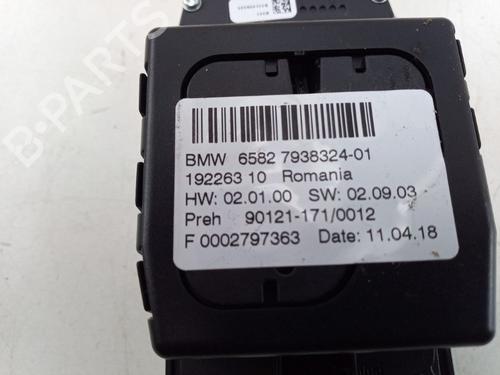 BMW 6582 7938324-01
192263 10 Romania
HW: 02.01.00 SW: 02.09.03
Preh 90121-171/0012
F 0002797363 Date: 11.04.18
B-PARTS